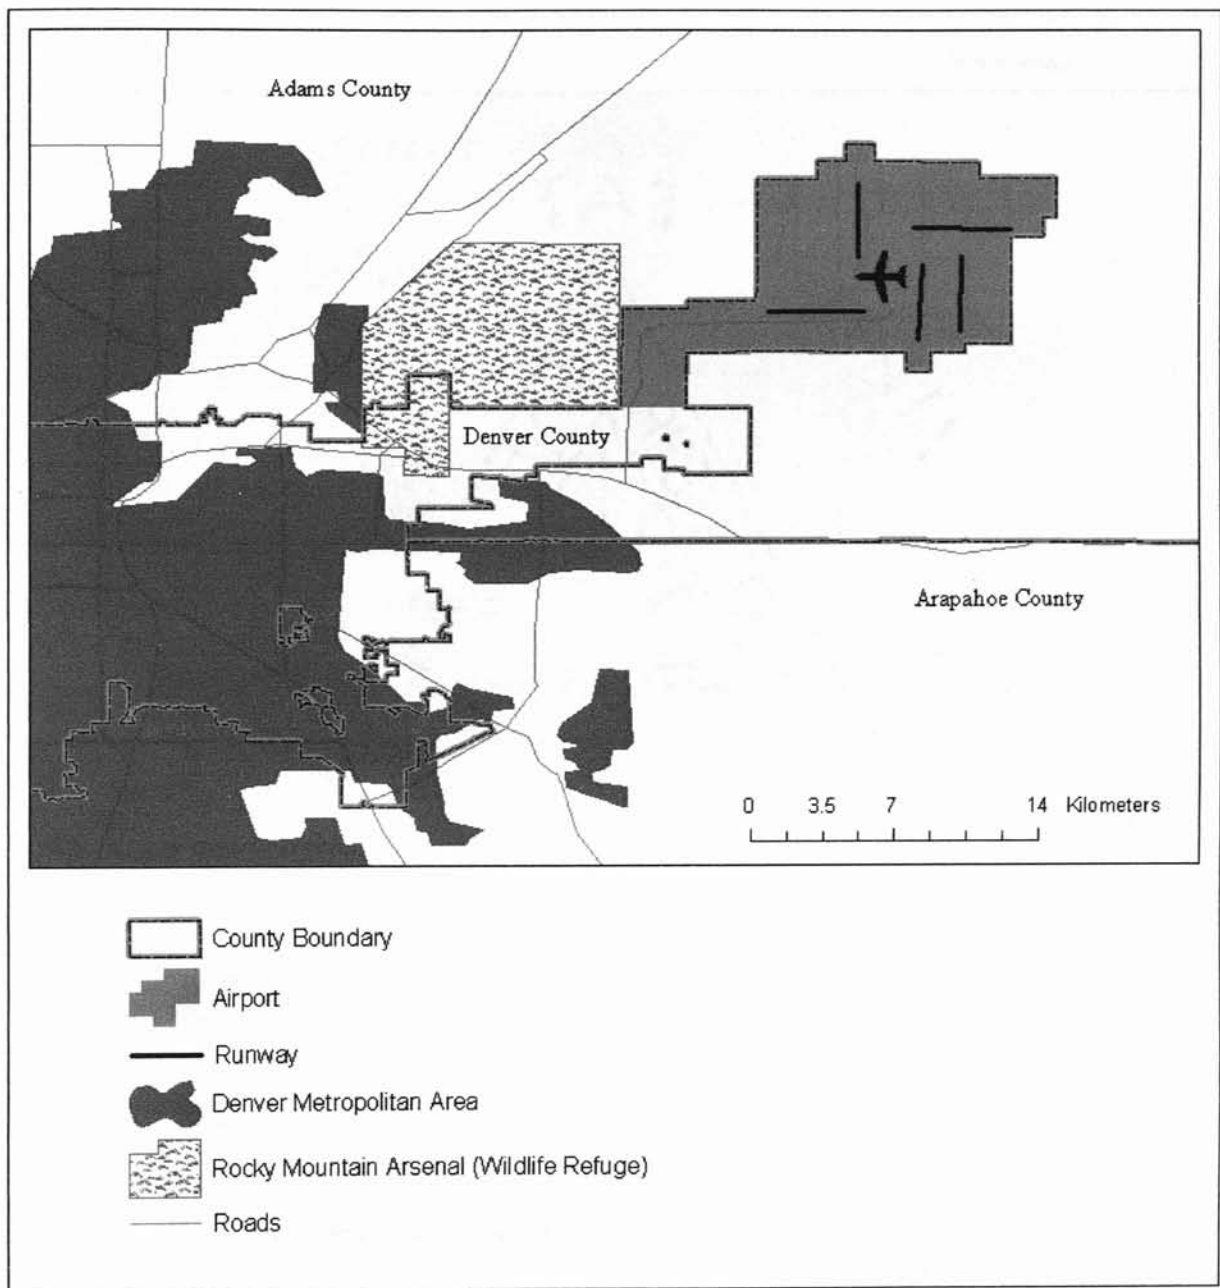 Adams County
Denver County
Arapahoe County
0 3.5 7 14 Kilometers
County Boundary
Airport
Runway
Denver Metropolitan Area
Rocky Mountain Arsenal (Wildlife Refuge)
Roads